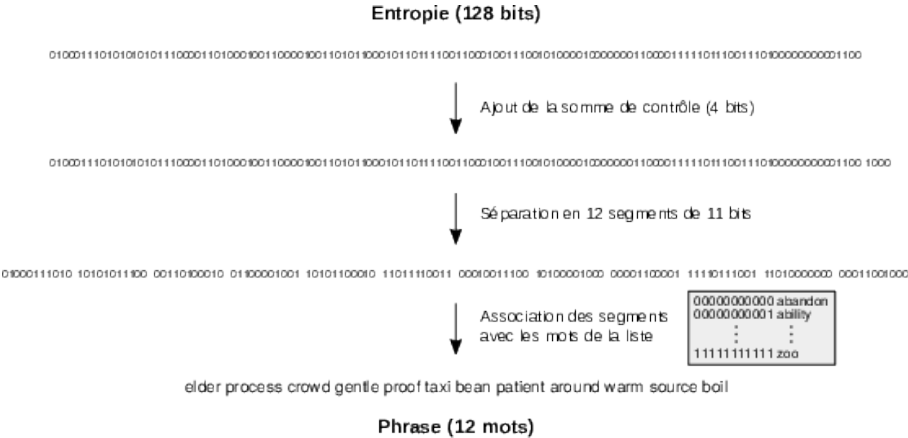 Entropie (128 bits)
01000111010101010111000011010001001100001001101011000101101111001100010011100101000010000000110000111110111001110100000000001100
Ajout de la somme de contrôle (4 bits)
01000111010101010111000011010001001100001001101011000101101111001100010011100101000010000000110000111110111001110100000000001100 1000
Séparation en 12 segments de 11 bits
01000111010 10101011100 00110100010 01100001001 10101100010 11011110011 00010011100 10100001000 00001100001 11110111001 11010000000 00011001000
Association des segments
avec les mots de la liste
00000000000 abandon
00000000001 ability
⋮ ⋮
11111111111 zoo
elder process crowd gentle proof taxi bean patient around warm source boil
Phrase (12 mots)